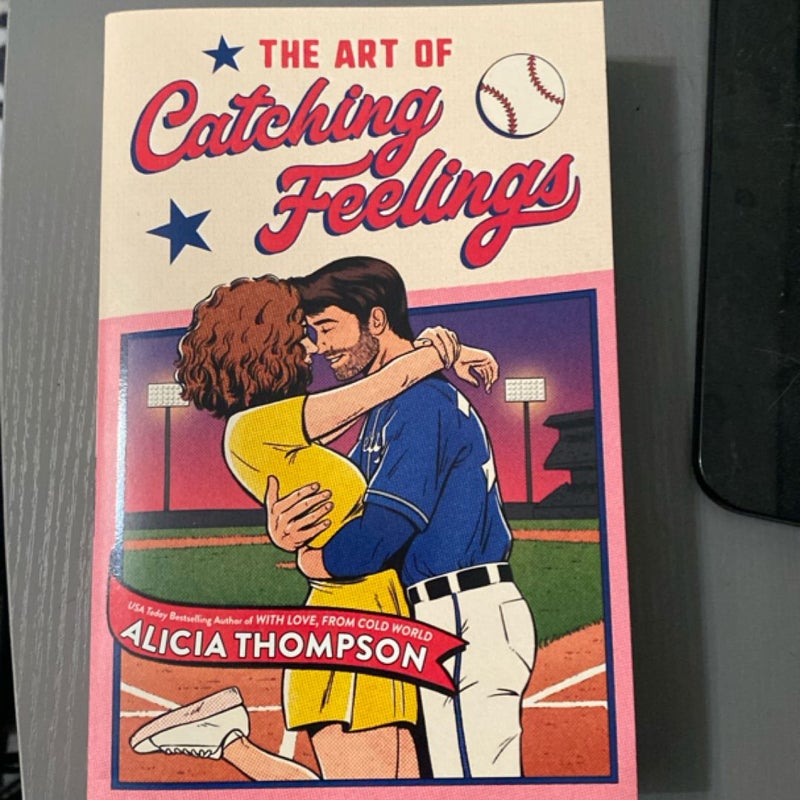 THE ART OF
Catching
Feelings
USA Today Bestselling Author of WITH LOVE, FROM COLD WORLD
ALICIA THOMPSON